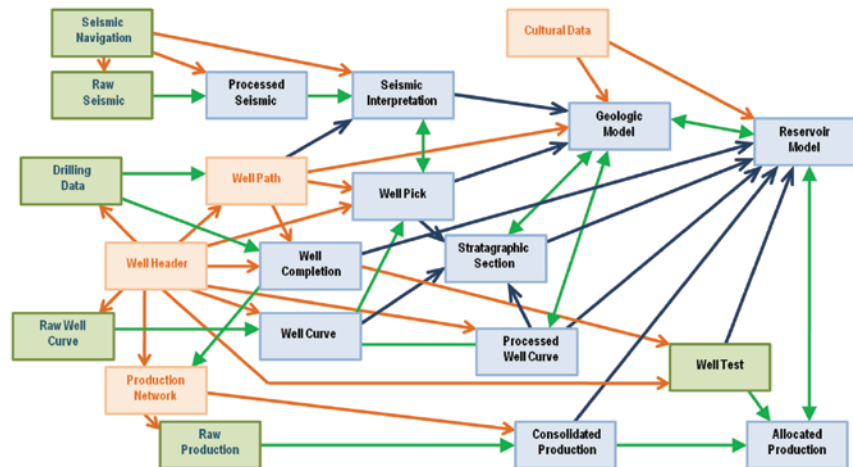 Seismic
Navigation
Cultural Data
Raw
Seismic
Processed
Seismic
Seismic
Interpretation
Geologic
Model
Reservoir
Model
Drilling
Data
Well Path
Well Pick
Well Header
Well
Completion
Stratagraphic
Section
Raw Well
Curve
Well Curve
Processed
Well Curve
Well Test
Production
Network
Raw
Production
Consolidated
Production
Allocated
Production